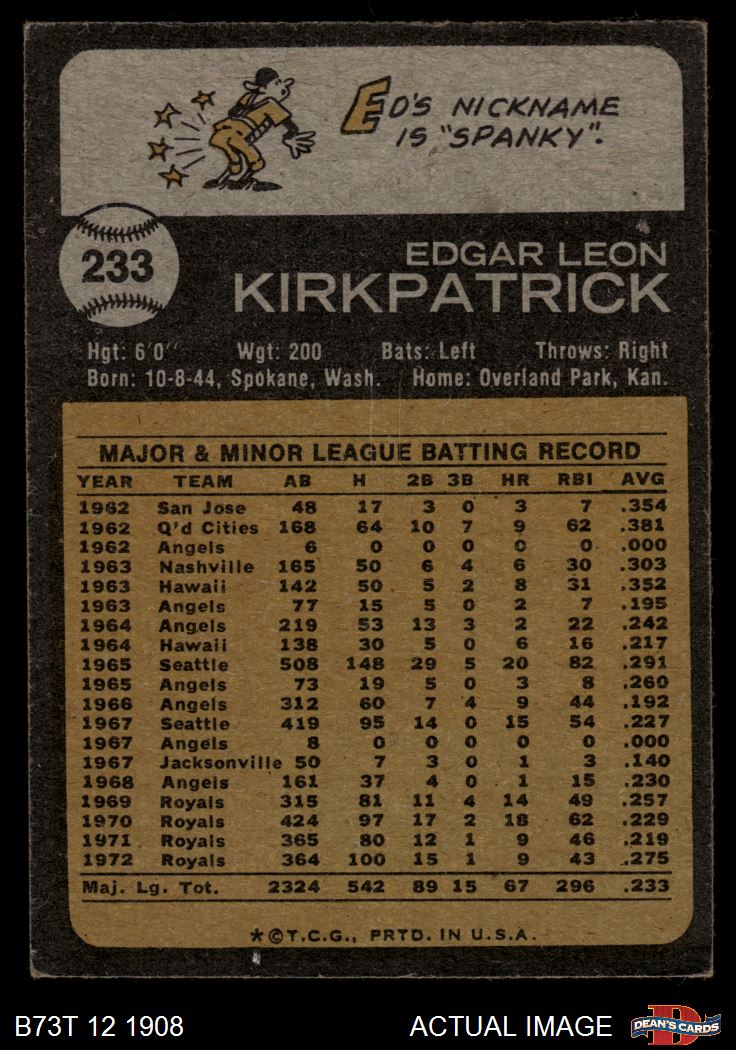 ED'S NICKNAME
IS "SPANKY".
233
EDGAR LEON
KIRKPATRICK
Hgt: 6'0" Wgt: 200 Bats: Left Throws: Right
Born: 10-8-44, Spokane, Wash. Home: Overland Park, Kan.
MAJOR & MINOR LEAGUE BATTING RECORD
YEAR TEAM AB H 2B 3B HR RBI AVG
1962 San Jose 48 17 3 0 3 7 .354
1962 Q'd Cities 168 64 10 7 9 62 .381
1962 Angels 6 0 0 0 0 0 .000
1963 Nashville 165 50 6 4 6 30 .303
1963 Hawaii 142 50 5 2 8 31 .352
1963 Angels 77 15 5 0 2 7 .195
1964 Angels 219 53 13 3 2 22 .242
1964 Hawaii 138 30 5 0 6 16 .217
1965 Seattle 508 148 29 5 20 82 .291
1965 Angels 73 19 5 0 3 8 .260
1966 Angels 312 60 7 4 9 44 .192
1967 Seattle 419 95 14 0 15 54 .227
1967 Angels 8 0 0 0 0 0 .000
1967 Jacksonville 50 7 3 0 1 3 .140
1968 Angels 161 37 4 0 1 15 .230
1969 Royals 315 81 11 4 14 49 .257
1970 Royals 424 97 17 2 18 62 .229
1971 Royals 365 80 12 1 9 46 .219
1972 Royals 364 100 15 1 9 43 .275
Maj. Lg. Tot. 2324 542 89 15 67 296 .233
*©T.C.G., PRTD. IN U.S.A.
B73T 12 1908 ACTUAL IMAGE
D
DEAN'S CARDS